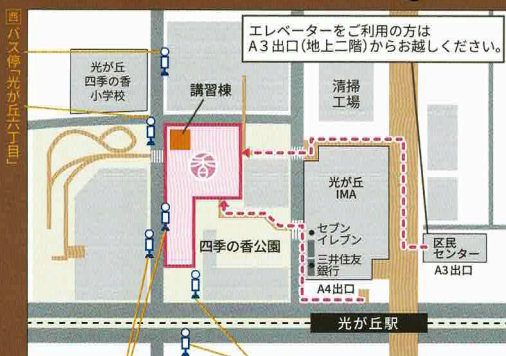 西 バス停「光が丘六丁目」
エレベーターをご利用の方は
A3出口(地上二階)からお越しください。
光が丘
四季の香
小学校
講習棟
清掃
工場
香
光が丘
IMA
セブン
イレブン
三井住友
銀行
四季の香公園
区民
センター
A3出口
A4出口
光が丘駅